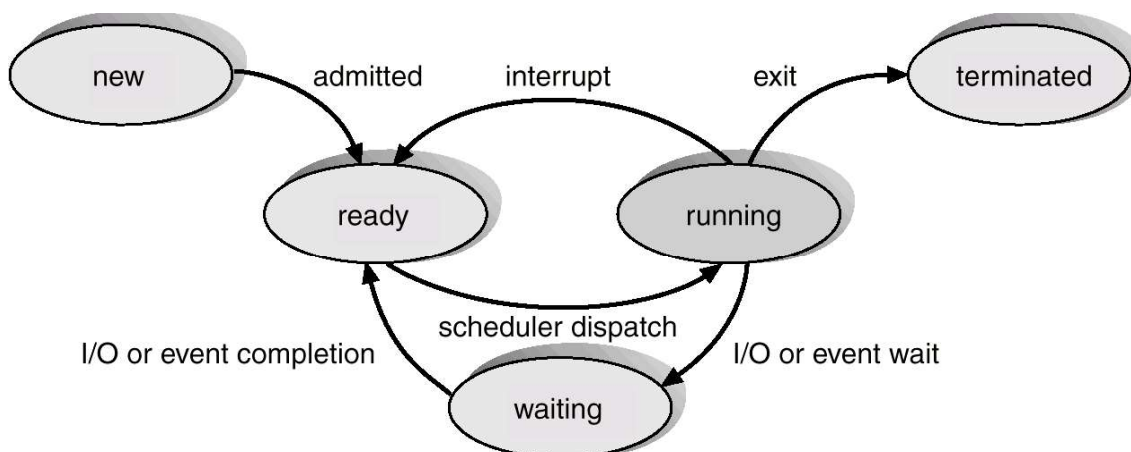 new
admitted
interrupt
exit
terminated
ready
running
scheduler dispatch
I/O or event completion
I/O or event wait
waiting